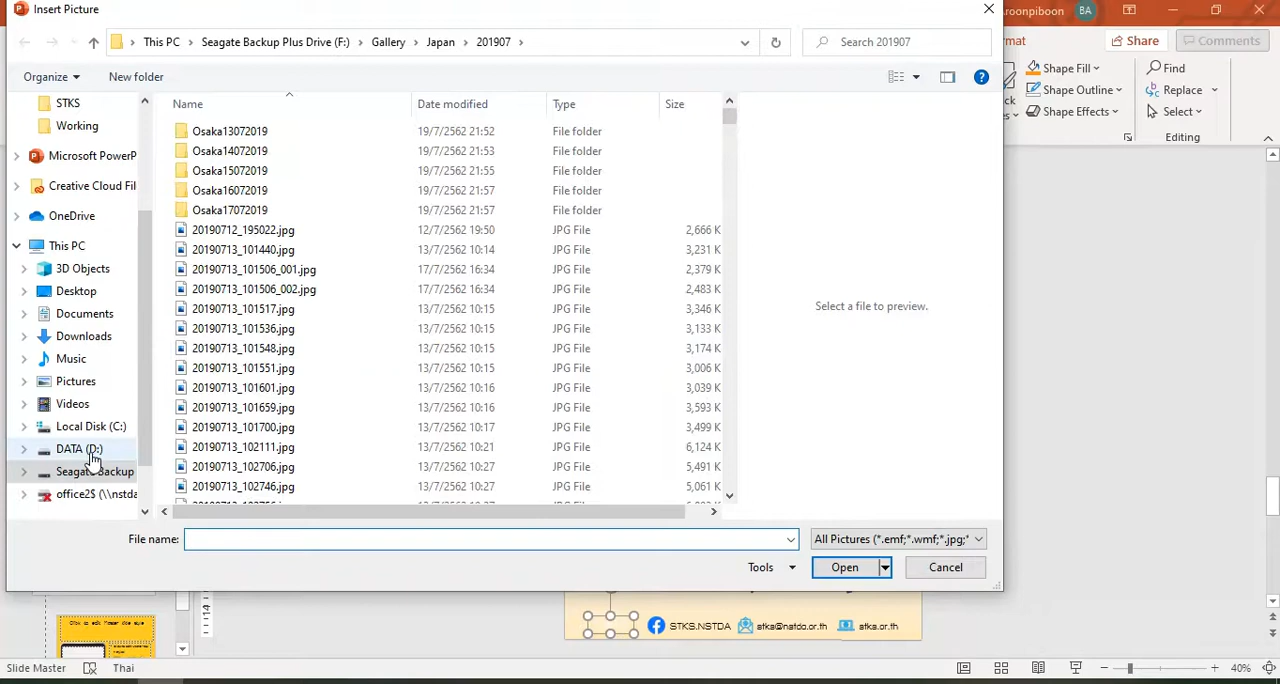 Insert Picture
.roonpiboon BA
This PC > Seagate Backup Plus Drive (F:) > Gallery > Japan > 201907 >
Search 201907
Organize
New folder
Name Date modified Type Size
STKS
Working
Microsoft PowerP
Creative Cloud Fil
OneDrive
This PC
3D Objects
Desktop
Documents
Downloads
Music
Pictures
Videos
Local Disk (C:)
DATA (D:)
Seagate Backup
office2$ (\\nstda
Osaka13072019 19/7/2562 21:52 File folder
Osaka14072019 19/7/2562 21:53 File folder
Osaka15072019 19/7/2562 21:55 File folder
Osaka16072019 19/7/2562 21:57 File folder
Osaka17072019 19/7/2562 21:57 File folder
20190712_195022.jpg 12/7/2562 19:50 JPG File 2,666 K
20190713_101440.jpg 13/7/2562 10:14 JPG File 3,231 K
20190713_101506_001.jpg 17/7/2562 16:34 JPG File 2,379 K
20190713_101506_002.jpg 17/7/2562 16:34 JPG File 2,483 K
20190713_101517.jpg 13/7/2562 10:15 JPG File 3,346 K
20190713_101536.jpg 13/7/2562 10:15 JPG File 3,133 K
20190713_101548.jpg 13/7/2562 10:15 JPG File 3,174 K
20190713_101551.jpg 13/7/2562 10:15 JPG File 3,006 K
20190713_101601.jpg 13/7/2562 10:16 JPG File 3,039 K
20190713_101659.jpg 13/7/2562 10:16 JPG File 3,593 K
20190713_101700.jpg 13/7/2562 10:17 JPG File 3,499 K
20190713_102111.jpg 13/7/2562 10:21 JPG File 6,124 K
20190713_102706.jpg 13/7/2562 10:27 JPG File 5,491 K
20190713_102746.jpg 13/7/2562 10:27 JPG File 5,061 K
Select a file to preview.
File name:
All Pictures (*.emf;*.wmf;*.jpg;*
Tools
Open
Cancel
mat
Share
Comments
Shape Fill
Shape Outline
Shape Effects
ck
Find
Replace
Select
Editing
14
Click to edit Master title style
STKS.NSTDA stks@nstda.or.th stks.or.th
Slide Master Thai
40%